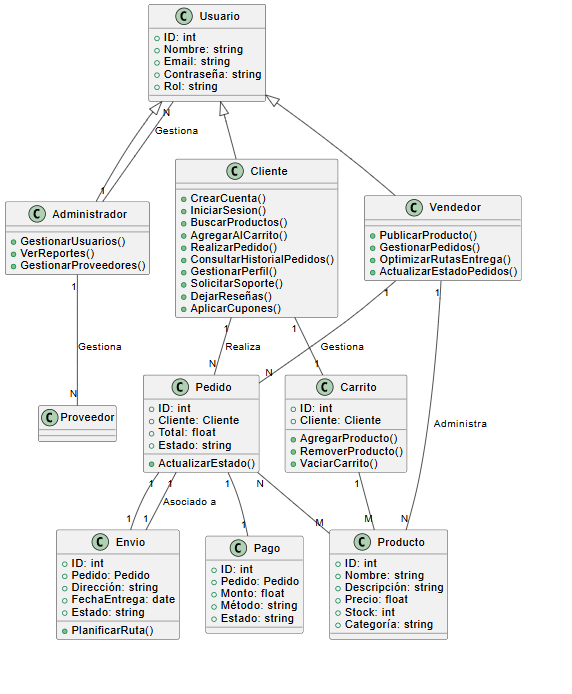 C Usuario
ID: int
Nombre: string
Email: string
Contraseña: string
Rol: string
N
Gestiona
1
C Administrador
GestionarUsuarios()
VerReportes()
GestionarProveedores()
C Cliente
CrearCuenta()
IniciarSesion()
BuscarProductos()
AgregarAlCarrito()
RealizarPedido()
ConsultarHistorialPedidos()
GestionarPerfil()
SolicitarSoporte()
DejarReseñas()
AplicarCupones()
C Vendedor
PublicarProducto()
GestionarPedidos()
OptimizarRutasEntrega()
ActualizarEstadoPedidos()
1
Gestiona
N
1
Realiza
N
1
1
1
Gestiona
N
1
Administra
N
C Proveedor
C Pedido
ID: int
Cliente: Cliente
Total: float
Estado: string
ActualizarEstado()
C Carrito
ID: int
Cliente: Cliente
AgregarProducto()
RemoverProducto()
VaciarCarrito()
1
1
1
N
1
Asociado a
1
1
1
M
M
C Envio
ID: int
Pedido: Pedido
Dirección: string
FechaEntrega: date
Estado: string
PlanificarRuta()
C Pago
ID: int
Pedido: Pedido
Monto: float
Método: string
Estado: string
C Producto
ID: int
Nombre: string
Descripción: string
Precio: float
Stock: int
Categoría: string